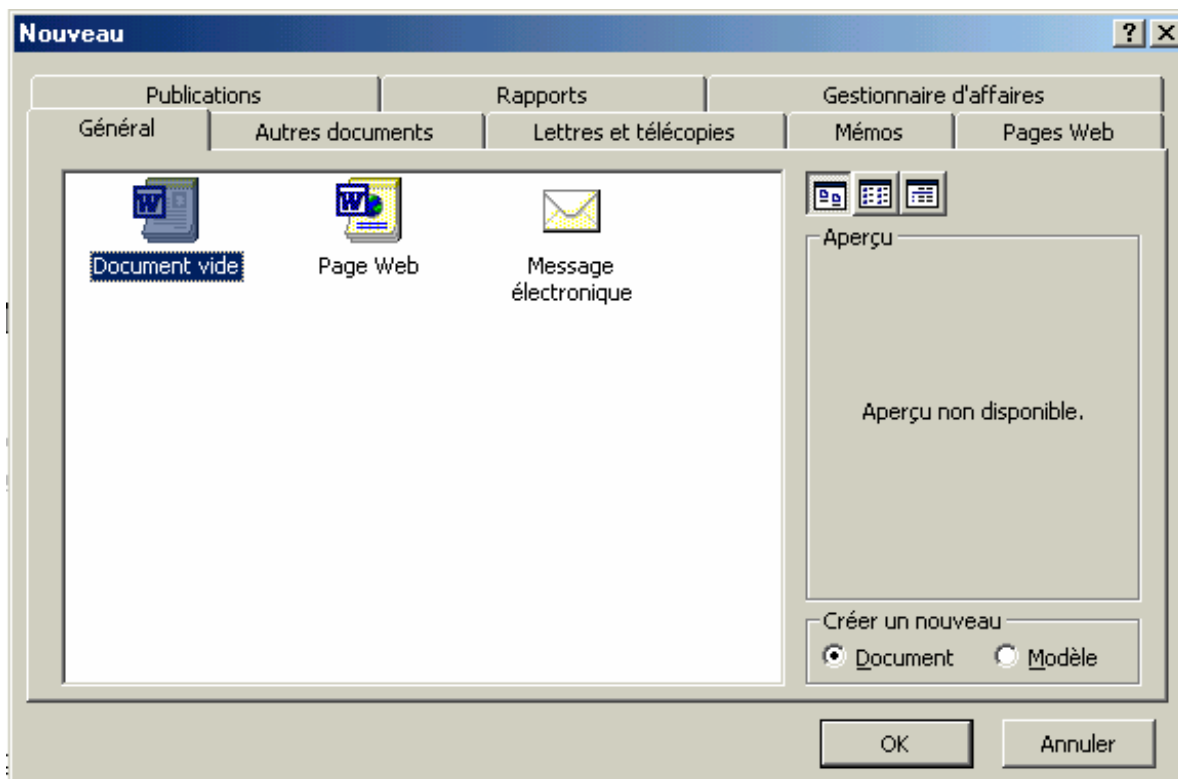 Nouveau
Publications
Rapports
Gestionnaire d'affaires
Général
Autres documents
Lettres et télécopies
Mémos
Pages Web
Document vide
Page Web
Message
électronique
Aperçu
Aperçu non disponible.
Créer un nouveau
Document
Modèle
OK
Annuler